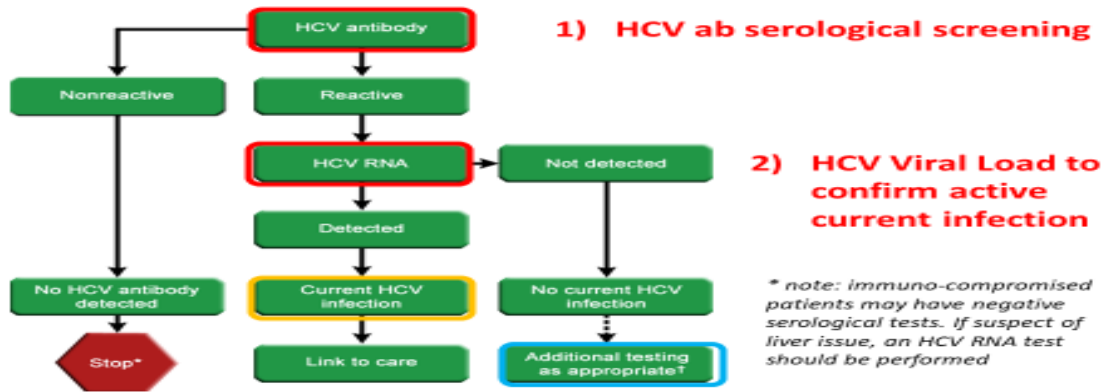 HCV antibody
1) HCV ab serological screening
Nonreactive
Reactive
HCV RNA
Not detected
2) HCV Viral Load to
confirm active
current infection
Detected
No HCV antibody
detected
Current HCV
infection
No current HCV
infection
* note: immuno-compromised
patients may have negative
serological tests. If suspect of
liver issue, an HCV RNA test
should be performed
Stop*
Link to care
Additional testing
as appropriate†